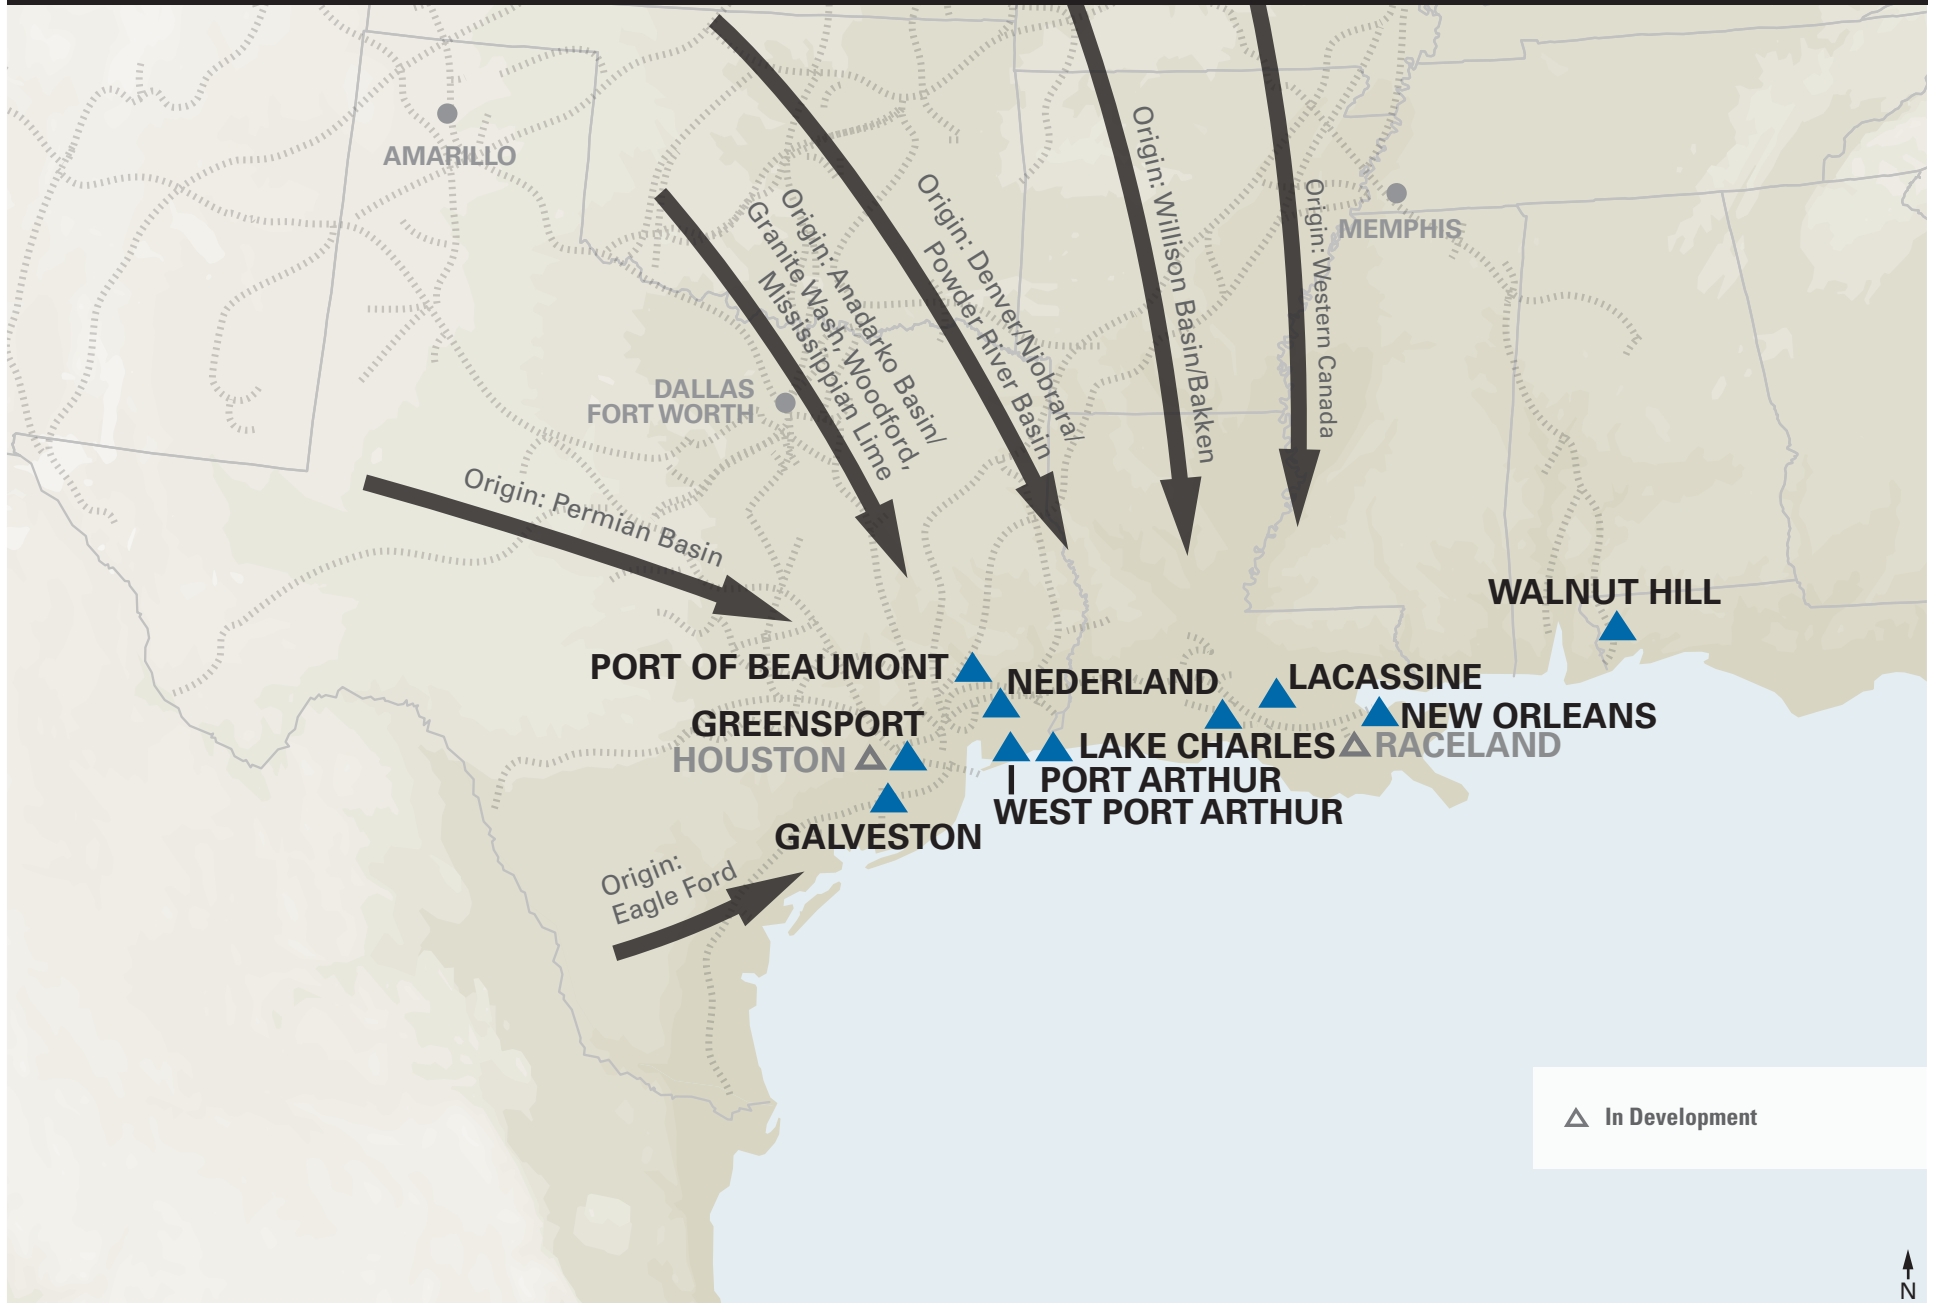 AMARILLO
MEMPHIS
DALLAS
FORT WORTH
Origin: Permian Basin
Origin: Anadarko Basin/
Granite Wash, Woodford,
Mississippian Lime
Origin: Denver/Niobrara/
Powder River Basin
Origin: Willison Basin/Bakken
Origin: Western Canada
WALNUT HILL
PORT OF BEAUMONT
NEDERLAND
LACASSINE
GREENSPORT
NEW ORLEANS
HOUSTON
LAKE CHARLES
RACELAND
PORT ARTHUR
WEST PORT ARTHUR
GALVESTON
Origin:
Eagle Ford
In Development
N